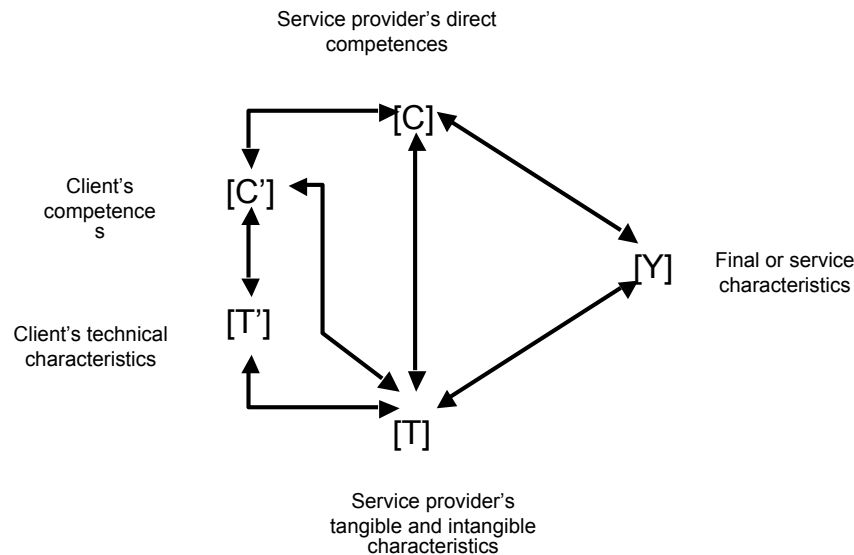 Service provider's direct
competences
[C]
Client's
competence
s
[C']
[Y]
Final or service
characteristics
Client's technical
characteristics
[T']
[T]
Service provider's
tangible and intangible
characteristics